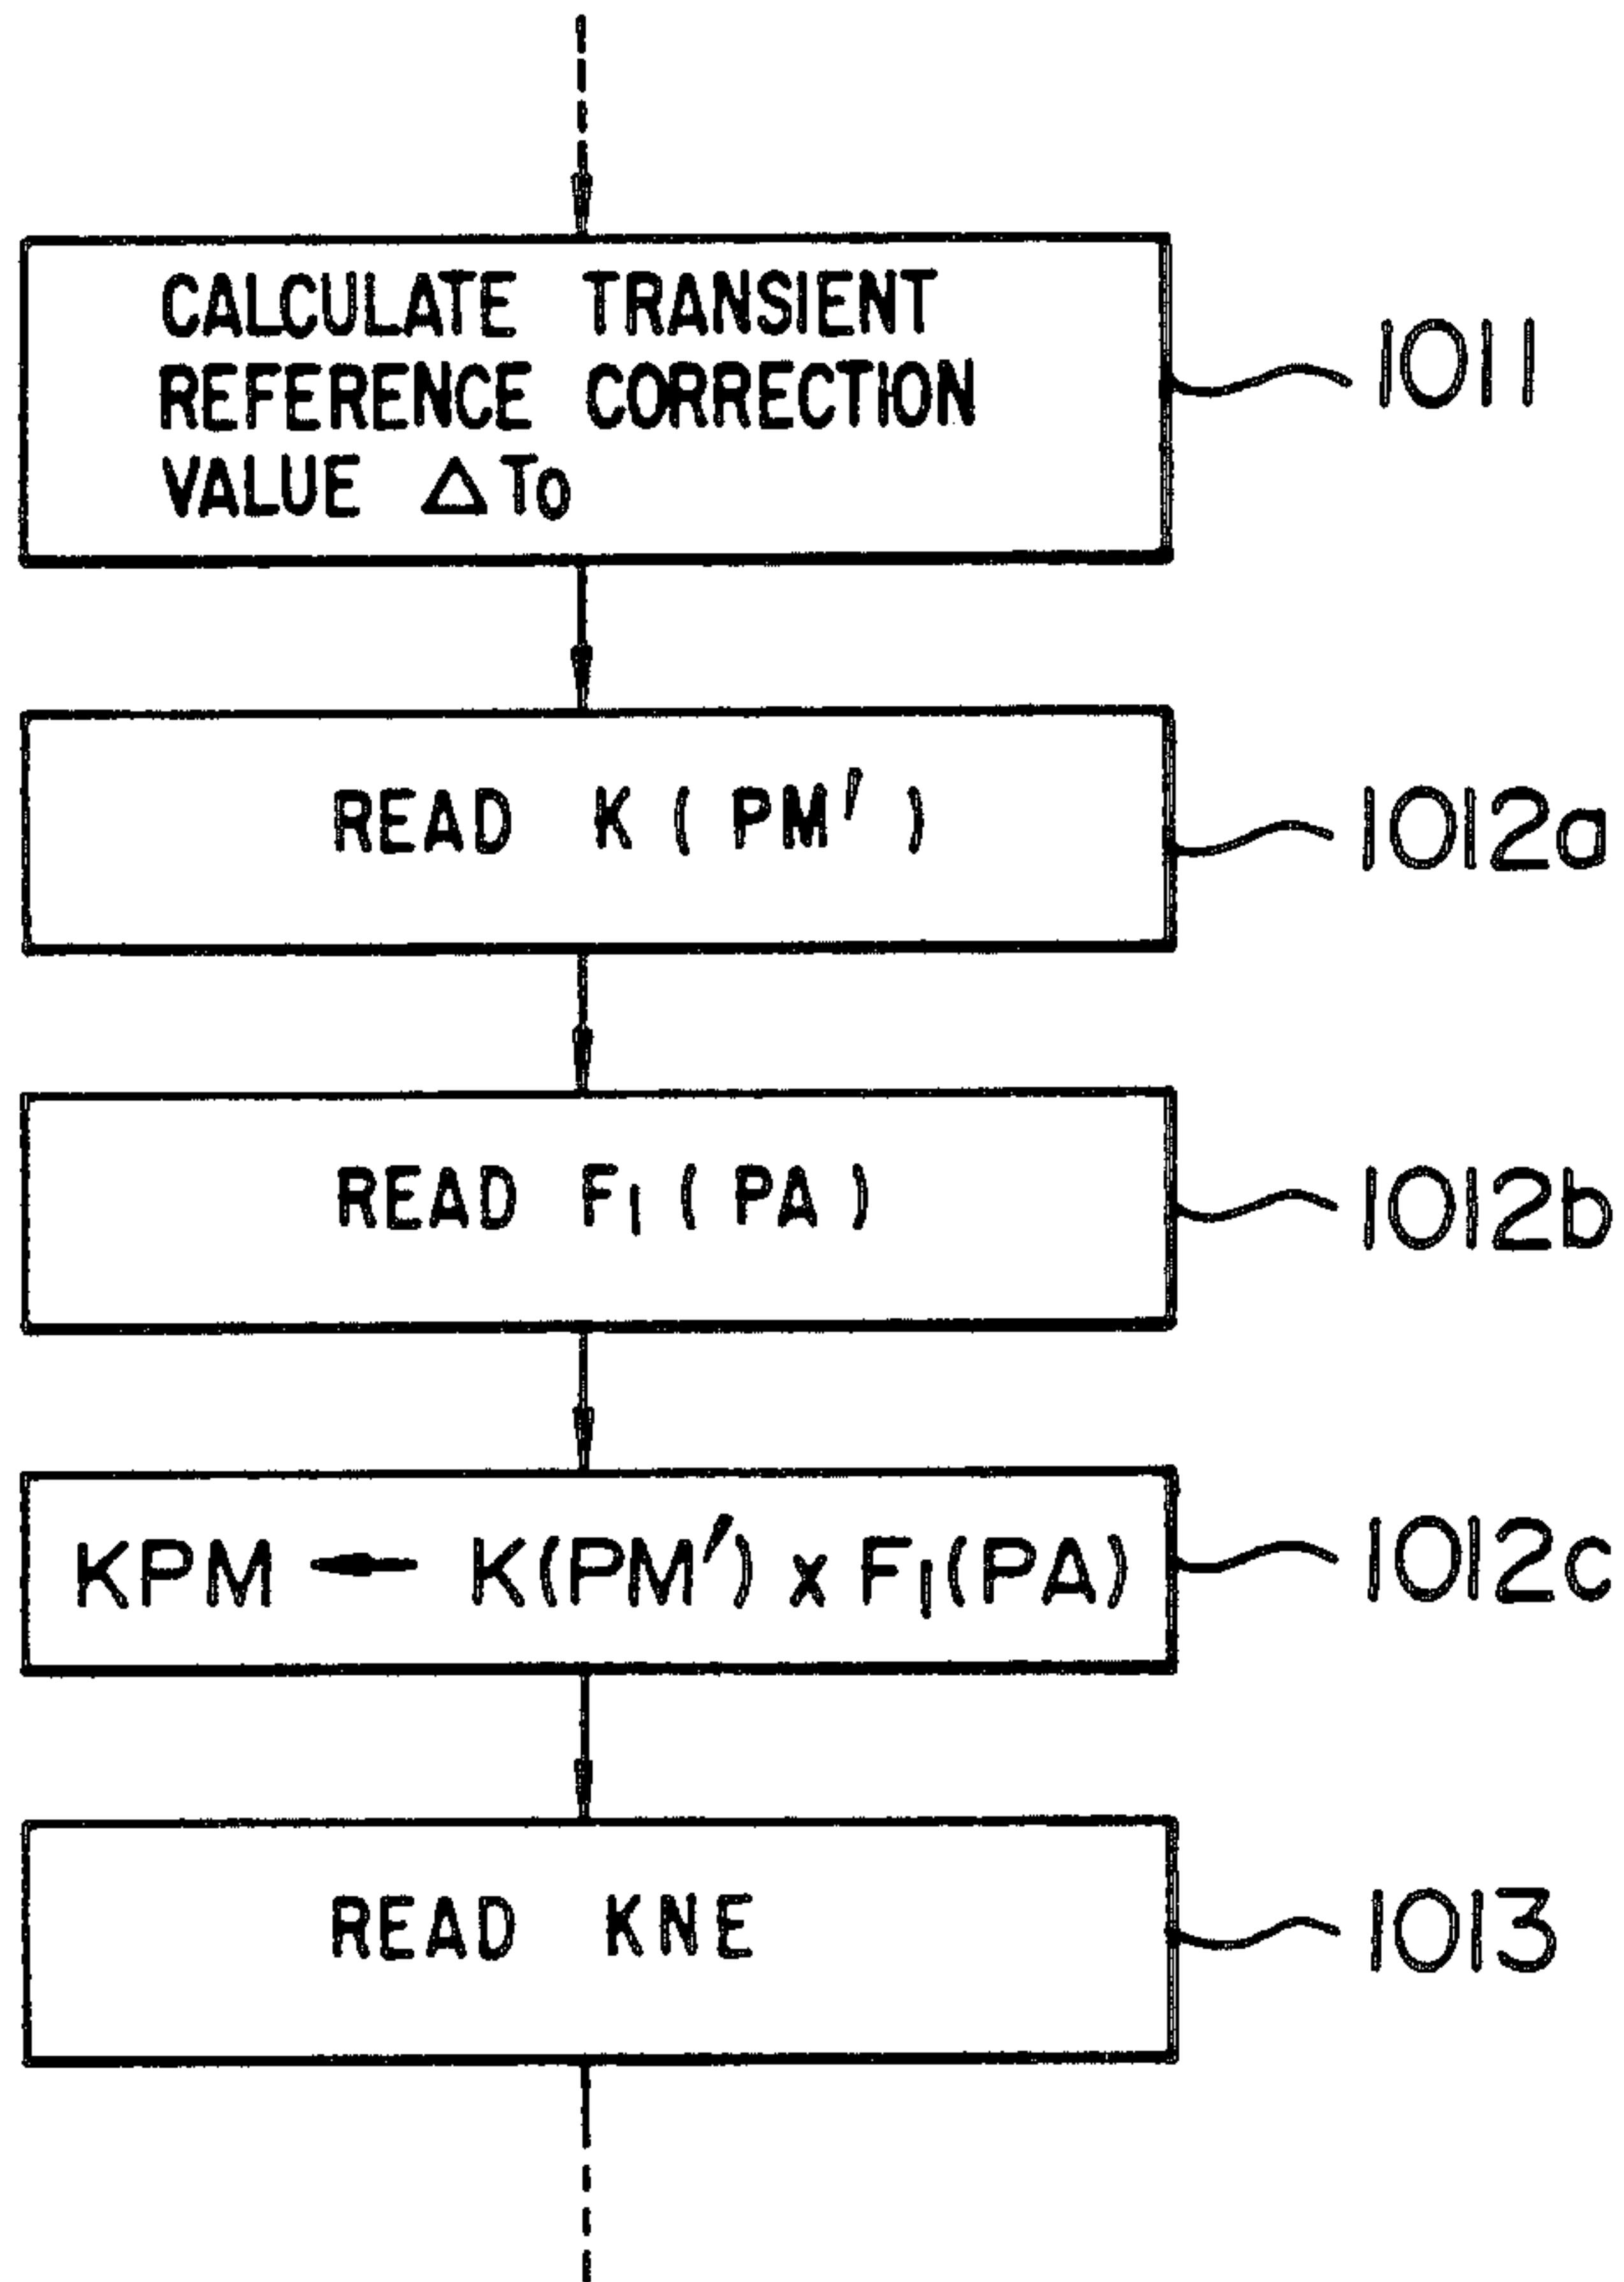 CALCULATE TRANSIENT
REFERENCE CORRECTION
VALUE △To
1011
READ K ( PM′ )
1012a
READ F₁ ( PA )
1012b
KPM ← K(PM′) x F₁(PA)
1012c
READ KNE
1013